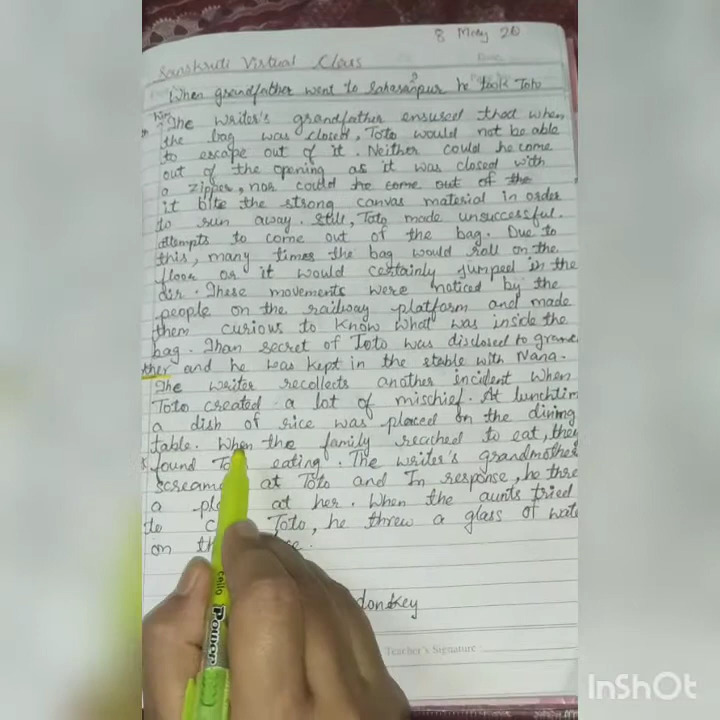 8 May 20
Sanskruti Virtual Class
When grandfather went to Saharanpur he took Toto
The writer's grandfather ensured that when
the bag was closed, Toto would not be able
to escape out of it. Neither could he come
out of the opening as it was closed with
a zipper, nor could he come out of the
it bite the strong canvas material in order
to run away. Still, Toto made unsuccessful
attempts to come out of the bag. Due to
this, many times the bag would roll on the
floor or it would certainly jumped in the
air. These movements were noticed by the
people on the railway platform and made
them curious to know what was inside the
bag. Than secret of Toto was disclosed to
ther and he was kept in the stable with Nana.
The writer recollects another incident when
Toto created a lot of mischief. At lunchtim
a dish of rice was placed on the dining
table. When the family reached to eat, they
found eating. The writer's grandmother
at Toto and In response, he thre
a at her. When the aunts tried
to Toto, he threw a glass of wate
on
donkey
Teacher's Signature :
cello
Power
InShOt